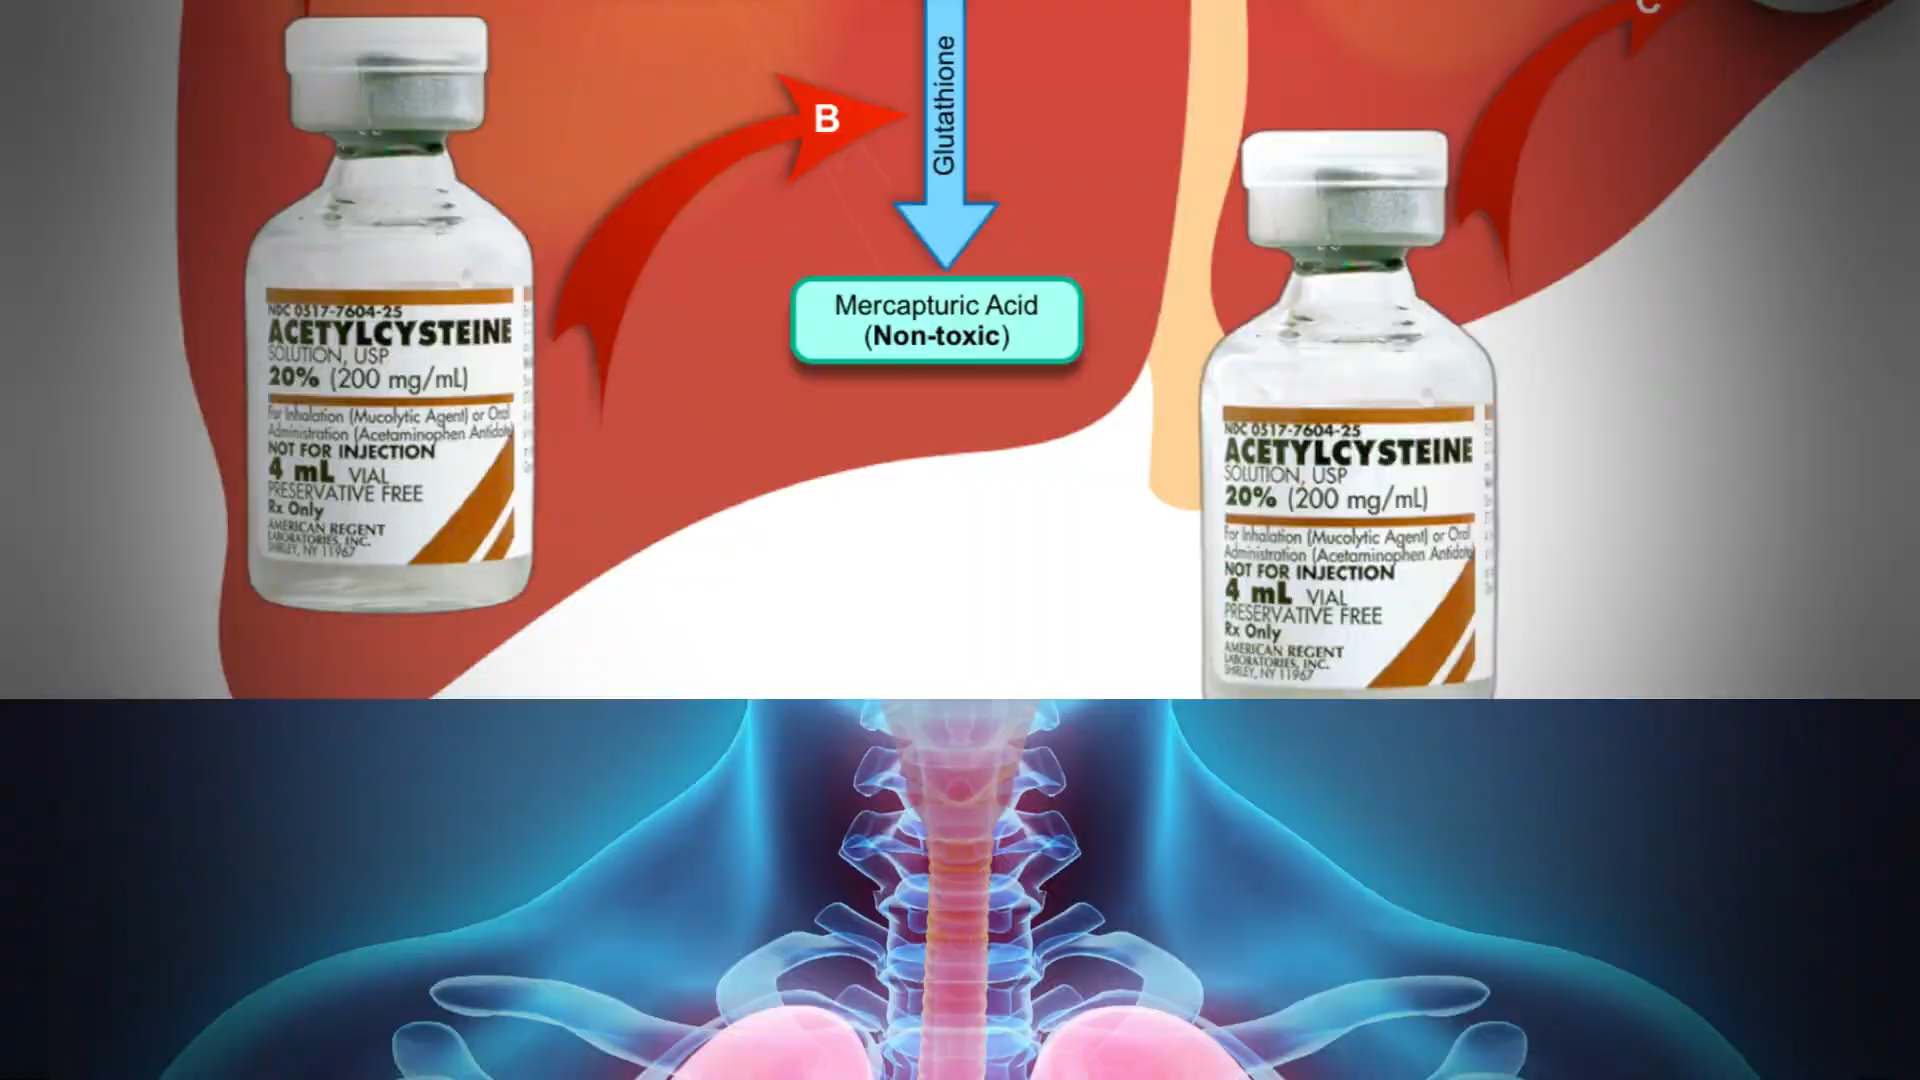 C
B
Glutathione
Mercapturic Acid
(Non-toxic)
NDC 0517-7604-25
ACETYLCYSTEINE
SOLUTION, USP
20% (200 mg/mL)
For Inhalation (Mucolytic Agent) or Oral
Administration (Acetaminophen Antidote)
NOT FOR INJECTION
4 mL VIAL
PRESERVATIVE FREE
Rx Only
AMERICAN REGENT
LABORATORIES, INC.
SHIRLEY, NY 11967
NDC 0517-7604-25
ACETYLCYSTEINE
SOLUTION, USP
20% (200 mg/mL)
For Inhalation (Mucolytic Agent) or Oral
Administration (Acetaminophen Antidote)
NOT FOR INJECTION
4 mL VIAL
PRESERVATIVE FREE
Rx Only
AMERICAN REGENT
LABORATORIES, INC.
SHIRLEY, NY 11967